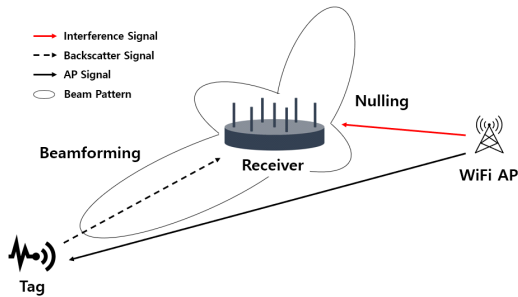 Interference Signal
Backscatter Signal
AP Signal
Beam Pattern
Nulling
Beamforming
Receiver
WiFi AP
Tag